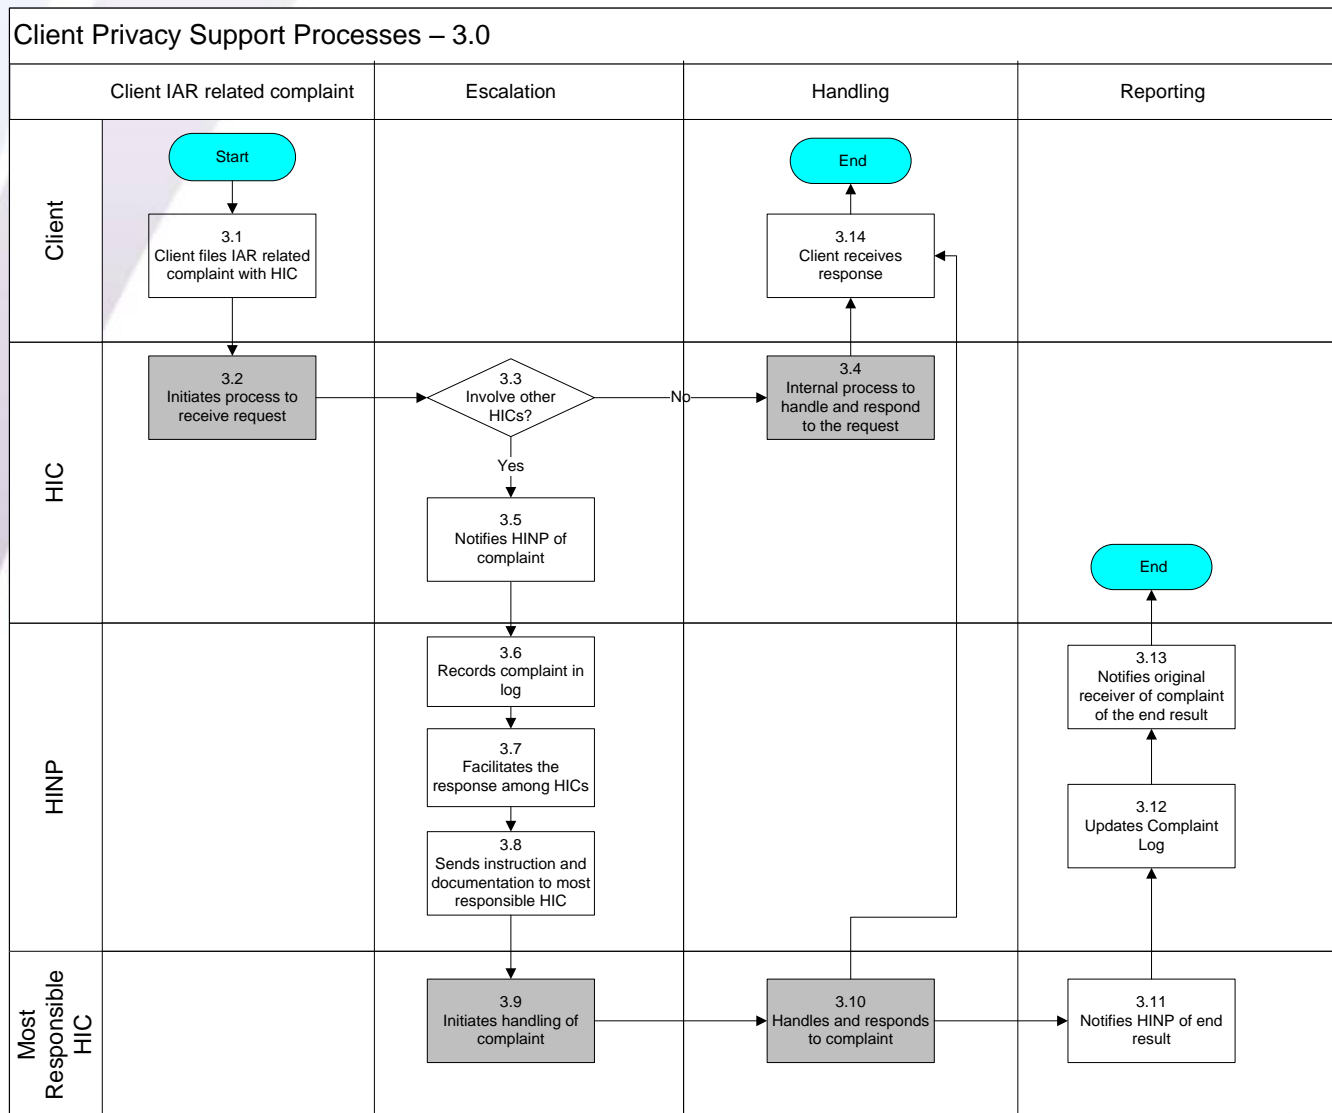 Client Privacy Support Processes – 3.0
Client IAR related complaint
Escalation
Handling
Reporting
Client
Start
End
3.1
Client files IAR related
complaint with HIC
3.14
Client receives
response
HIC
3.2
Initiates process to
receive request
3.3
Involve other
HICs?
No
3.4
Internal process to
handle and respond
to the request
Yes
3.5
Notifies HINP of
complaint
End
HINP
3.6
Records complaint in
log
3.13
Notifies original
receiver of complaint
of the end result
3.7
Facilitates the
response among HICs
3.12
Updates Complaint
Log
3.8
Sends instruction and
documentation to most
responsible HIC
Most
Responsible
HIC
3.9
Initiates handling of
complaint
3.10
Handles and responds
to complaint
3.11
Notifies HINP of end
result